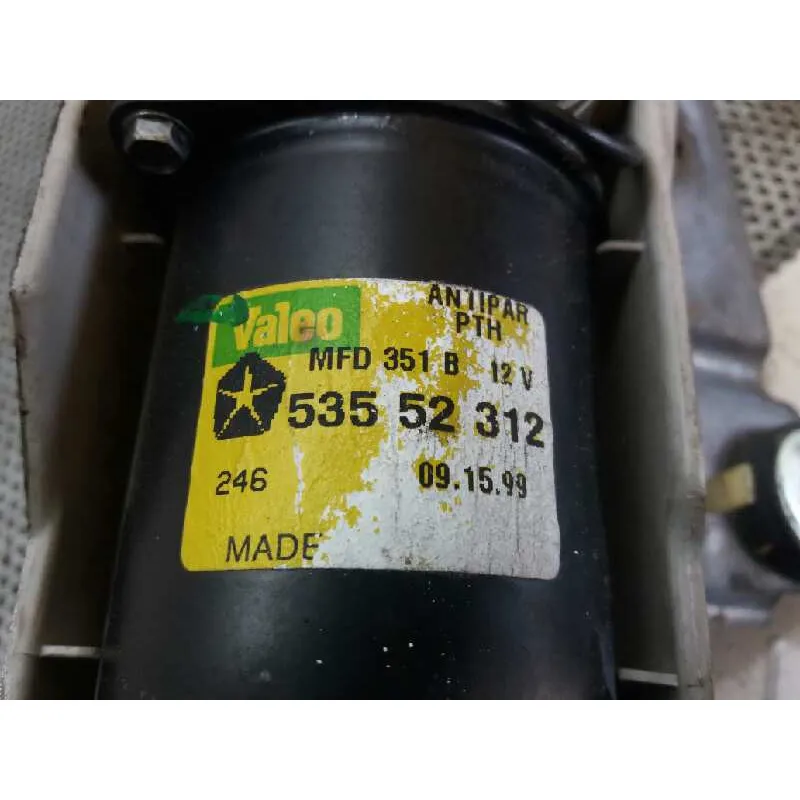 Valeo
ANTIPAR
PTH
MFD 351 B 12 V
535 52 312
246 09.15.99
MADE